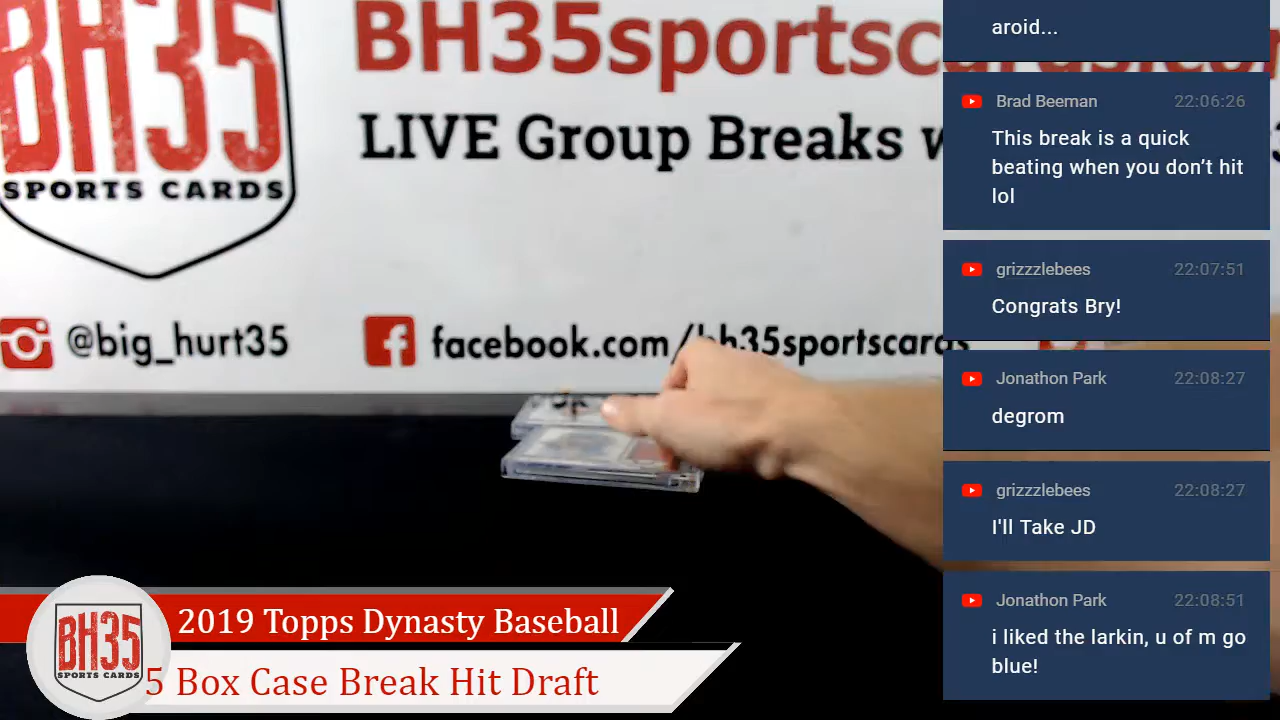 BH35
SPORTS CARDS
BH35sportscards.com
LIVE Group Breaks
@big_hurt35
facebook.com/bh35sportscards
aroid...
Brad Beeman 22:06:26
This break is a quick
beating when you don’t hit
lol
grizzzlebees 22:07:51
Congrats Bry!
Jonathon Park 22:08:27
degrom
grizzzlebees 22:08:27
I'll Take JD
Jonathon Park 22:08:51
i liked the larkin, u of m go
blue!
BH35
SPORTS CARDS
2019 Topps Dynasty Baseball
5 Box Case Break Hit Draft